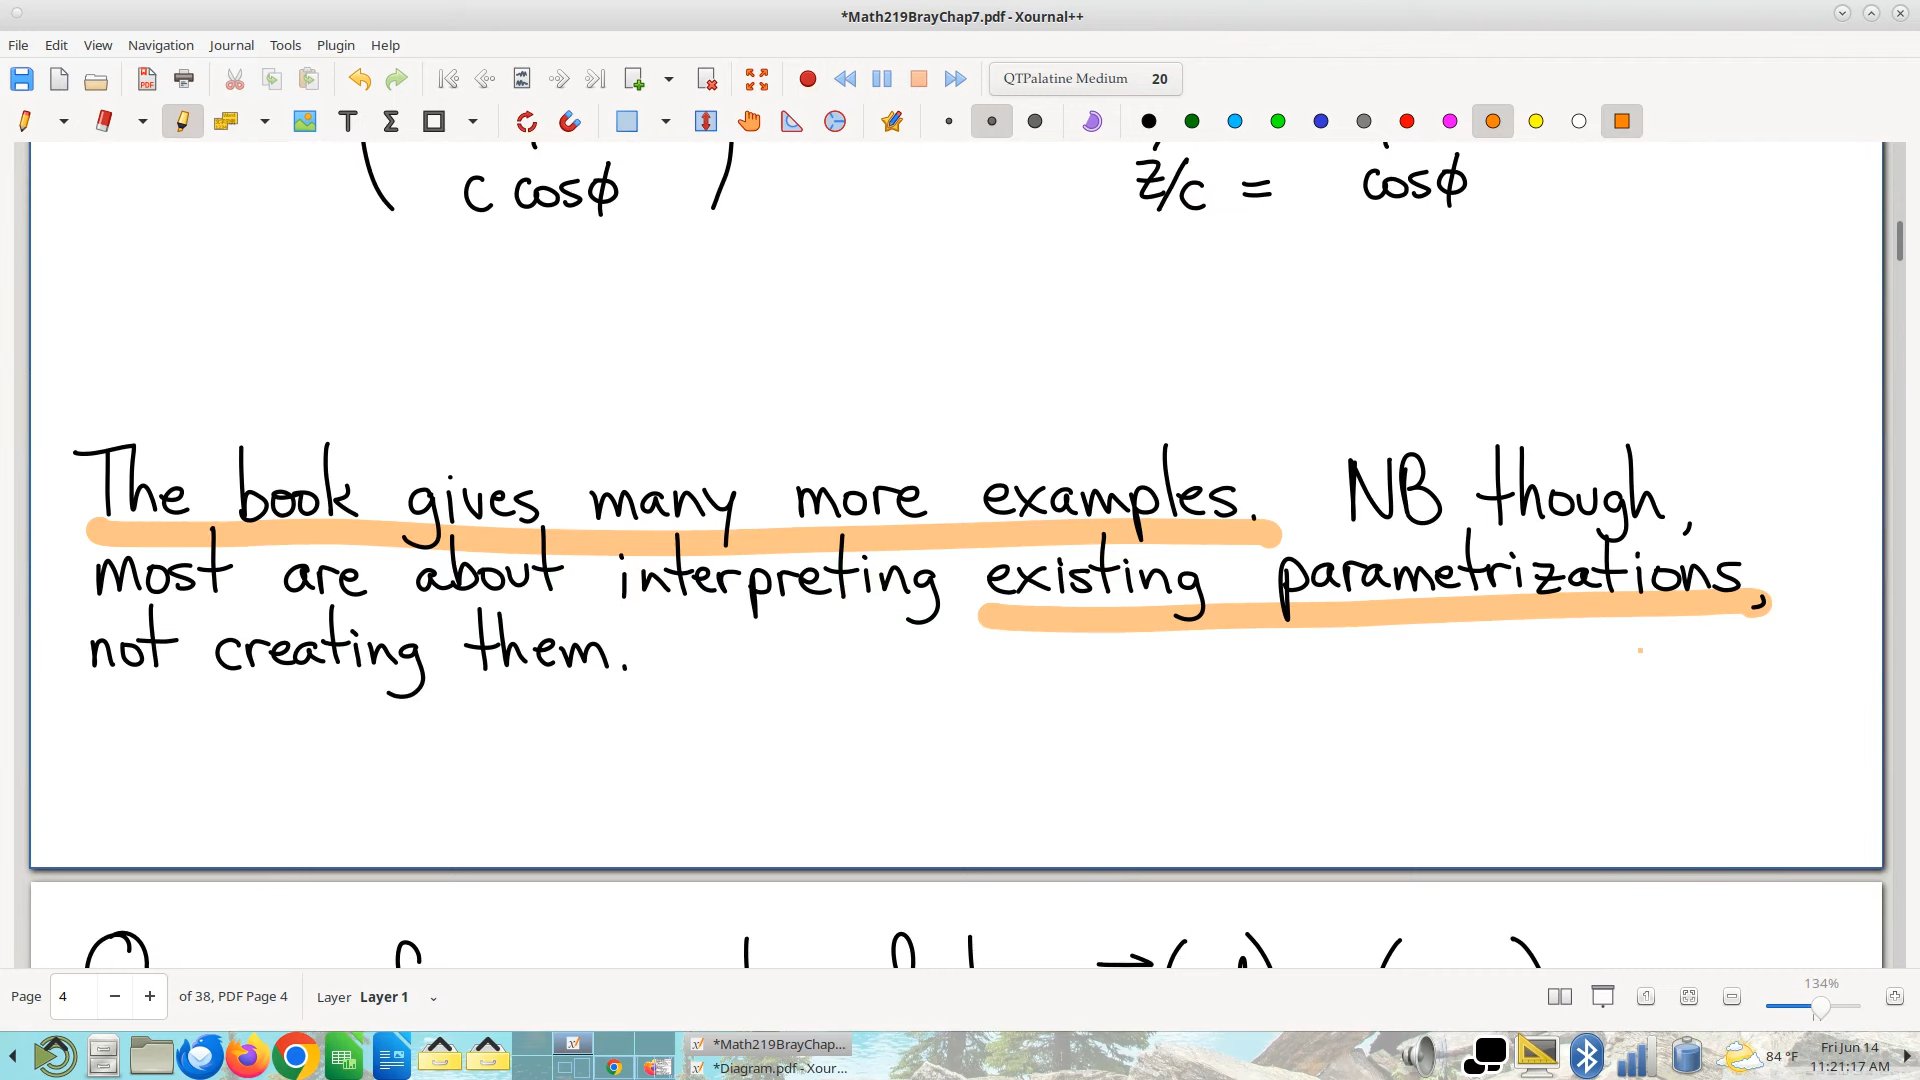 *Math219BrayChap7.pdf - Xournal++
File Edit View Navigation Journal Tools Plugin Help
QTPalatine Medium 20
c cosϕ
z/c = cosϕ
The book gives many more examples. NB though,
most are about interpreting existing parametrizations,
not creating them.
Page 4 of 38, PDF Page 4 Layer Layer 1
134%
*Math219BrayChap...
*Diagram.pdf - Xour...
84 °F
Fri Jun 14
11:21:17 AM